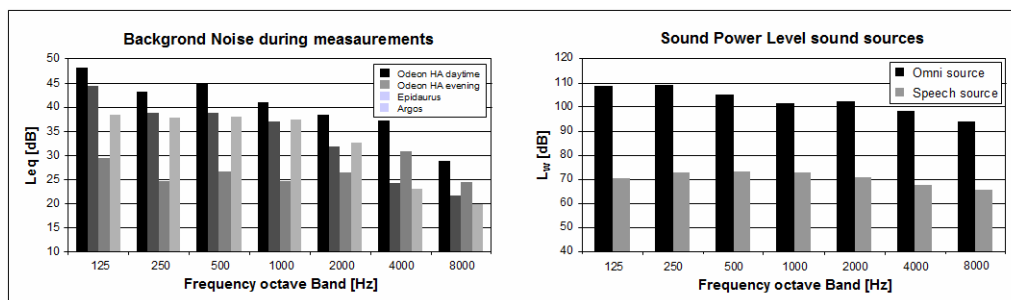 Backgrond Noise during measaurements
Leq [dB]
50
45
40
35
30
25
20
15
10
Odeon HA daytime
Odeon HA evening
Epidaurus
Argos
125 250 500 1000 2000 4000 8000
Frequency octave Band [Hz]
Sound Power Level sound sources
Lw [dB]
120
110
100
90
80
70
60
50
40
Omni source
Speech source
125 250 500 1000 2000 4000 8000
Frequency octave Band [Hz]